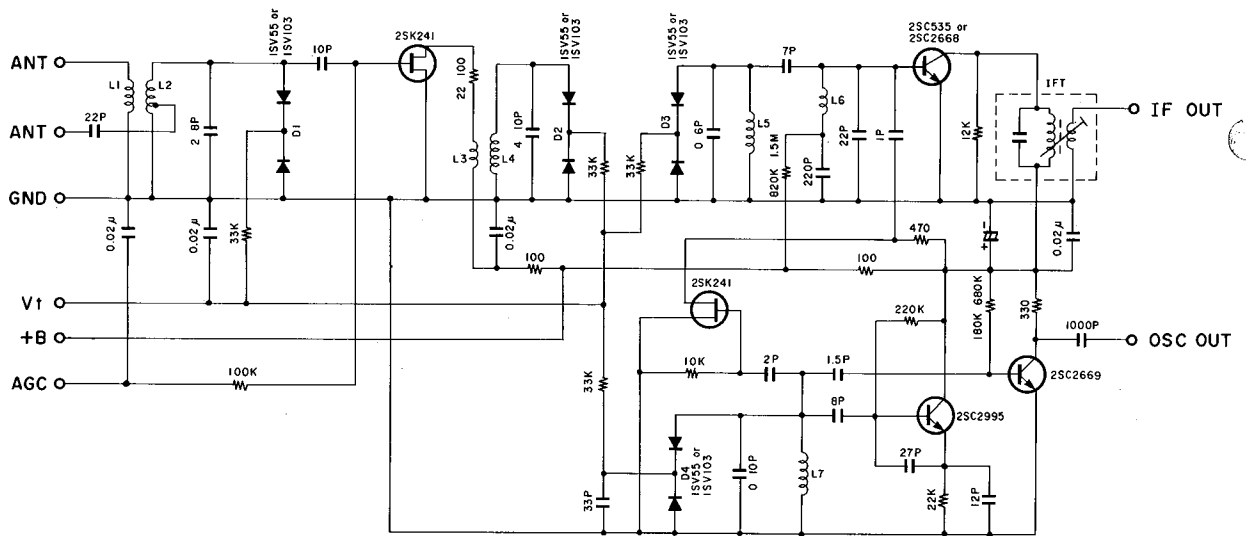 ANT
ANT
GND
Vt
+B
AGC
L1
L2
22P
2 8P
1SV55 or
1SV103
D1
10P
2SK241
22 100
L3
L4
4 10P
1SV55 or
1SV103
D2
33K
33K
1SV55 or
1SV103
D3
0 6P
L5
7P
L6
820K 1.5M
220P
22P
1P
2SC535 or
2SC2668
12K
IFT
IF OUT
0.02μ
0.02μ
33K
0.02μ
100
100
470
+ -
0.02μ
2SK241
220K
180K 680K
330
1000P
OSC OUT
100K
33K
10K
2P
1.5P
8P
2SC2669
2SC2995
D4
1SV55 or
1SV103
0 10P
L7
27P
33P
22K
12P